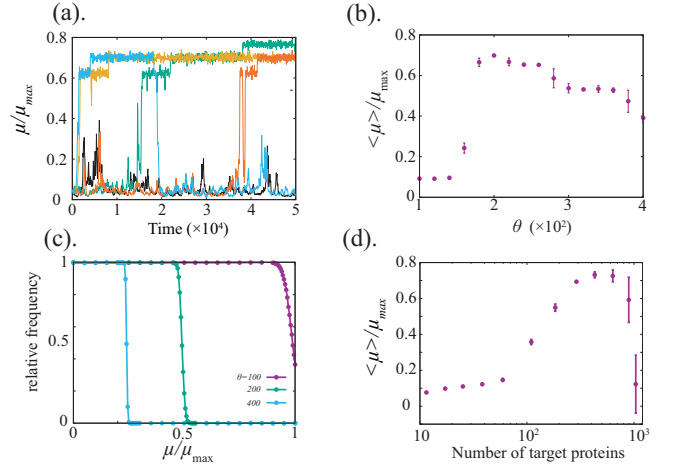 (a).
0.8
0.6
0.4
0.2
0
μ/μmax
0 1 2 3 4 5
Time (×10⁴)
b).
0.8
0.6
0.4
0.2
0
<μ>/μmax
1 2 3 4
θ (×10²)
(c).
1
0
relative frequency
θ=100
200
400
0 0.5 1
μ/μmax
(d).
0.8
0.6
0.4
0.2
0
<μ>/μmax
10 10² 10³
Number of target proteins